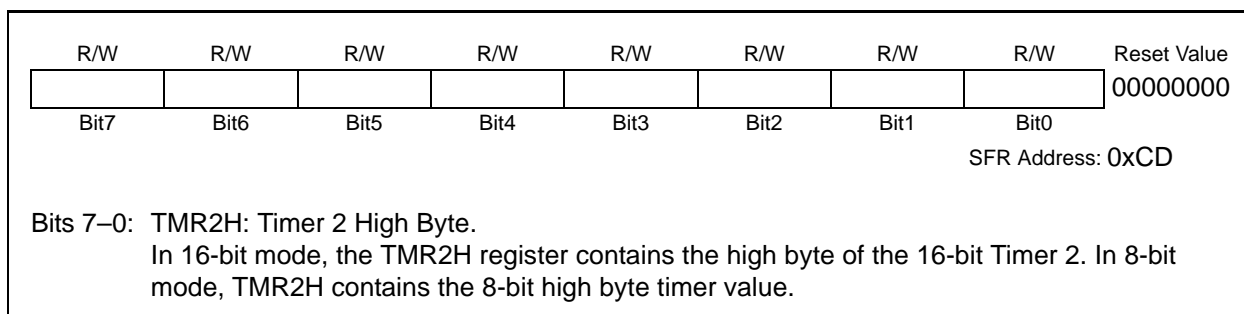 R/W R/W R/W R/W R/W R/W R/W R/W Reset Value
00000000
Bit7 Bit6 Bit5 Bit4 Bit3 Bit2 Bit1 Bit0
SFR Address: 0xCD
Bits 7–0: TMR2H: Timer 2 High Byte.
In 16-bit mode, the TMR2H register contains the high byte of the 16-bit Timer 2. In 8-bit
mode, TMR2H contains the 8-bit high byte timer value.